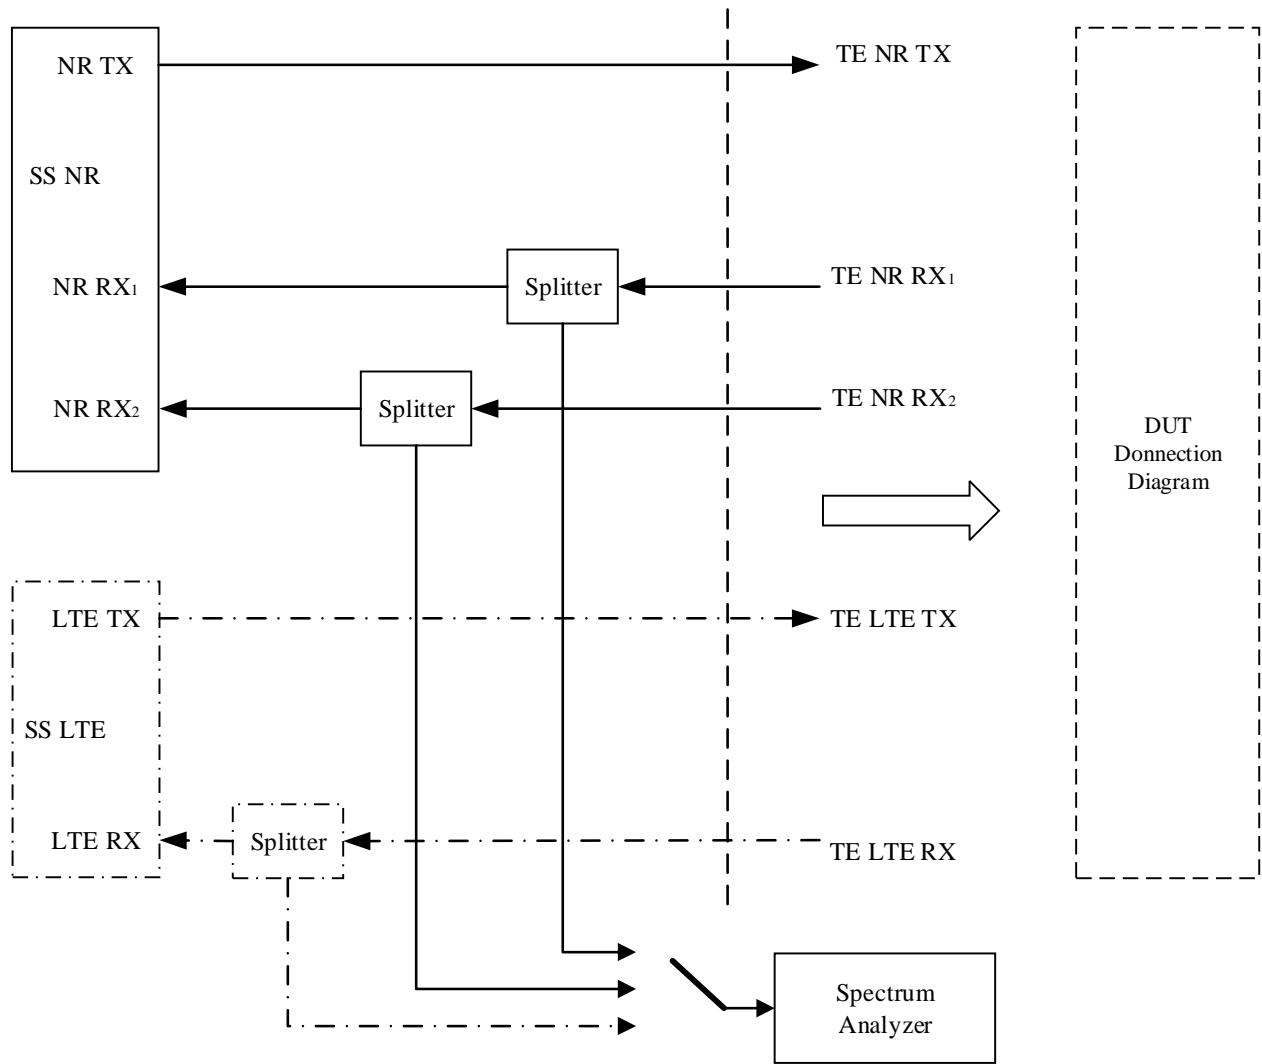 NR TX
TE NR TX
SS NR
NR RX1
Splitter
TE NR RX1
NR RX2
Splitter
TE NR RX2
DUT
Donnection
Diagram
LTE TX
TE LTE TX
SS LTE
LTE RX
Splitter
TE LTE RX
Spectrum
Analyzer